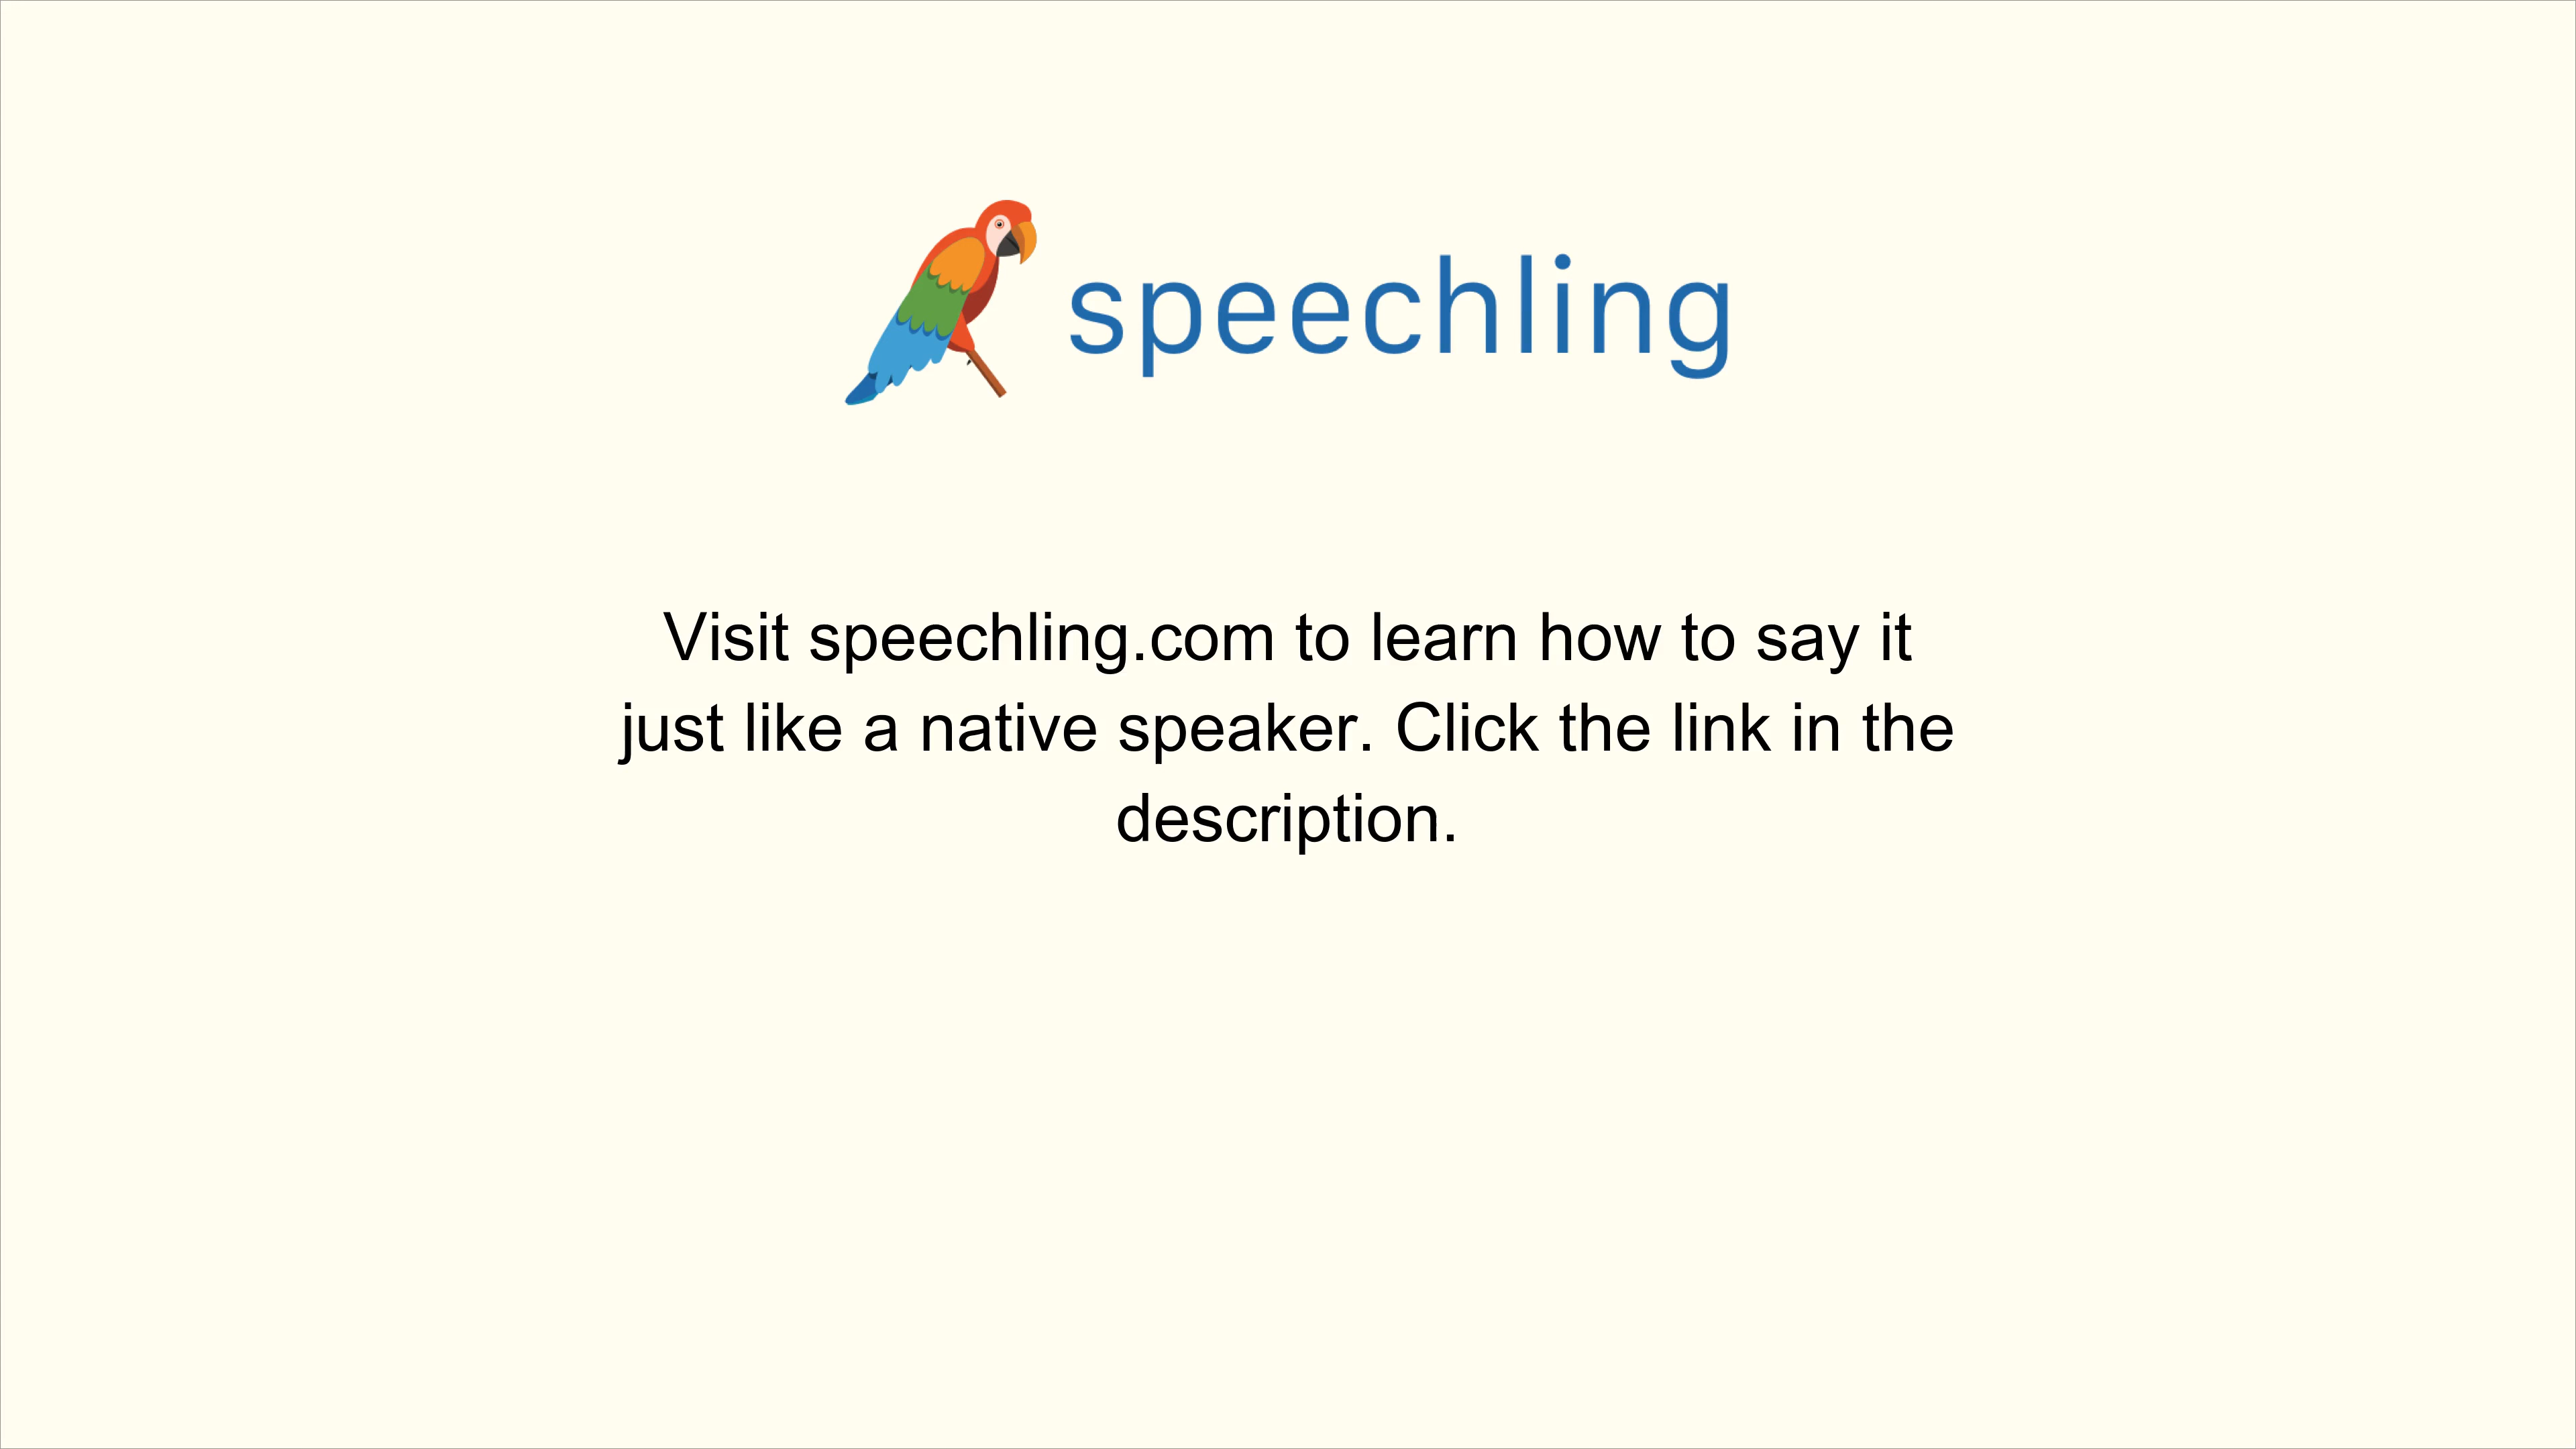 speechling
Visit speechling.com to learn how to say it
just like a native speaker. Click the link in the
description.